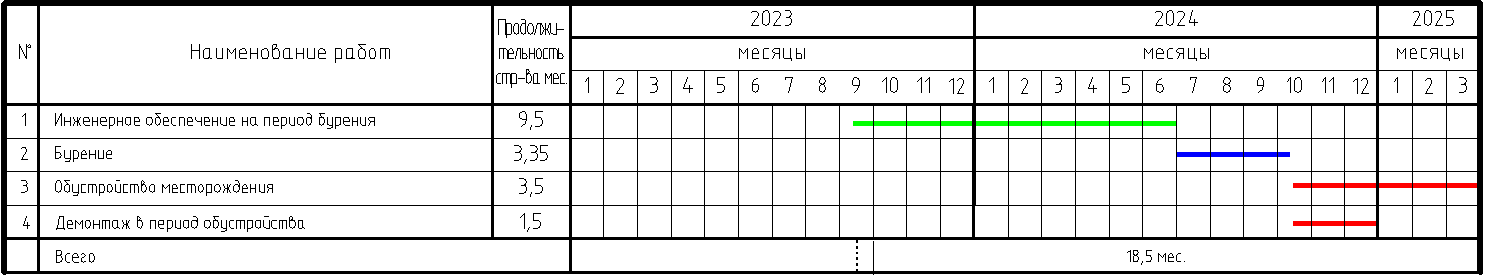 № Наименование работ Продолжи-
тельность
стр-ва мес. 2023 2024 2025
месяцы месяцы месяцы
1 2 3 4 5 6 7 8 9 10 11 12 1 2 3 4 5 6 7 8 9 10 11 12 1 2 3
1 Инженерное обеспечение на период бурения 9,5
2 Бурение 3,35
3 Обустройства месторождения 3,5
4 Демонтаж в период обустройства 1,5
Всего 18,5 мес.